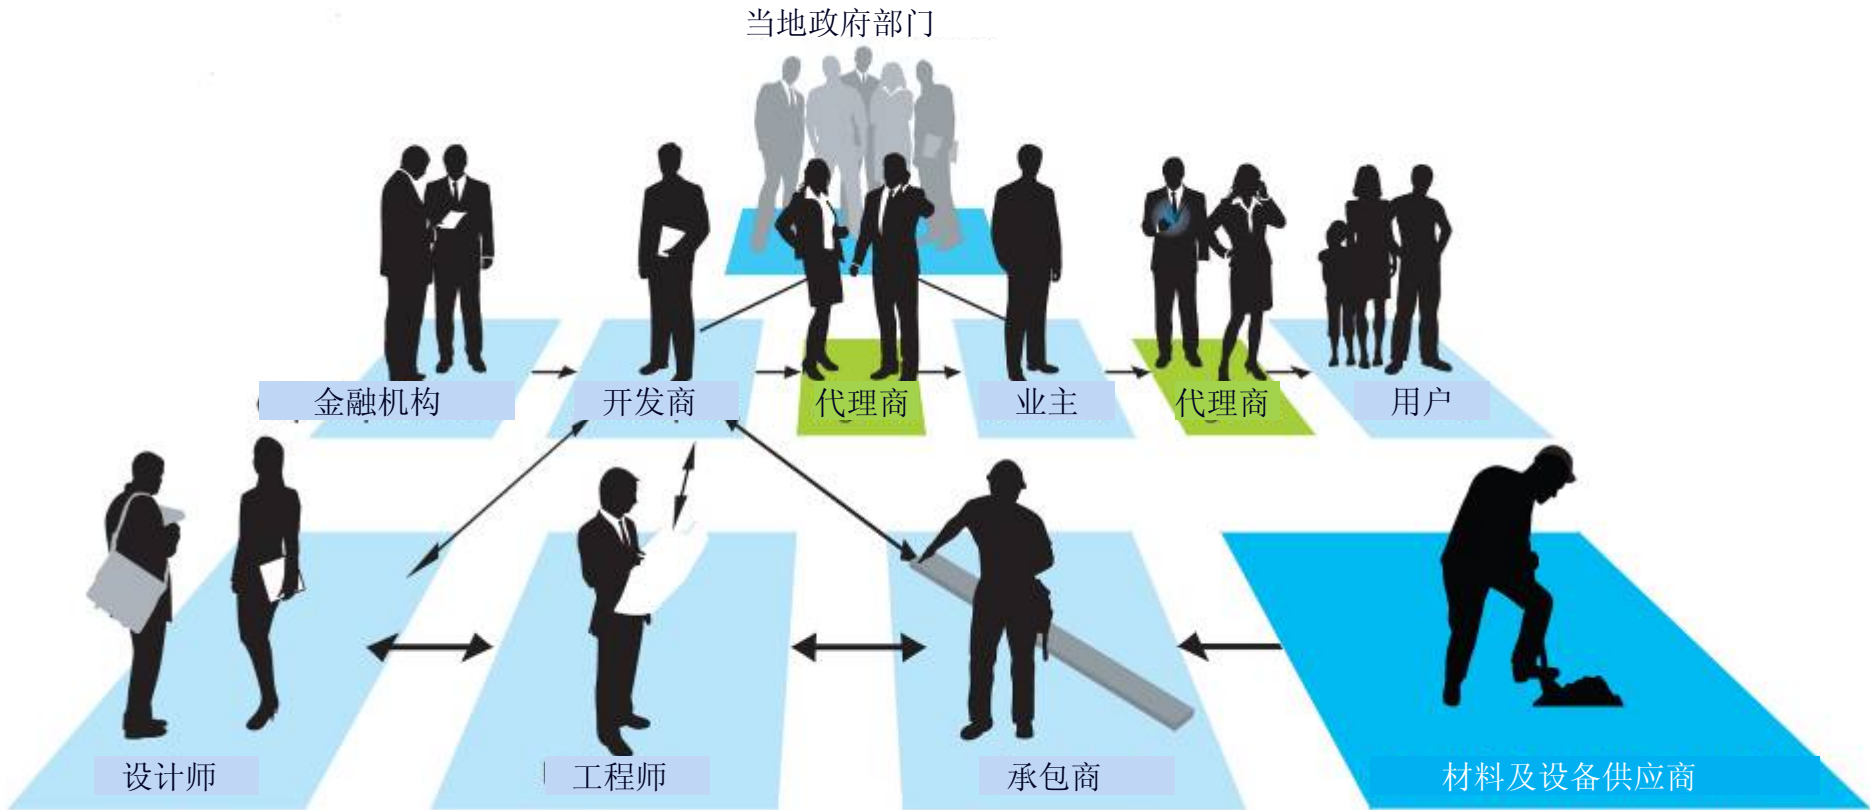 当地政府部门
金融机构
开发商
代理商
业主
代理商
用户
设计师
工程师
承包商
材料及设备供应商